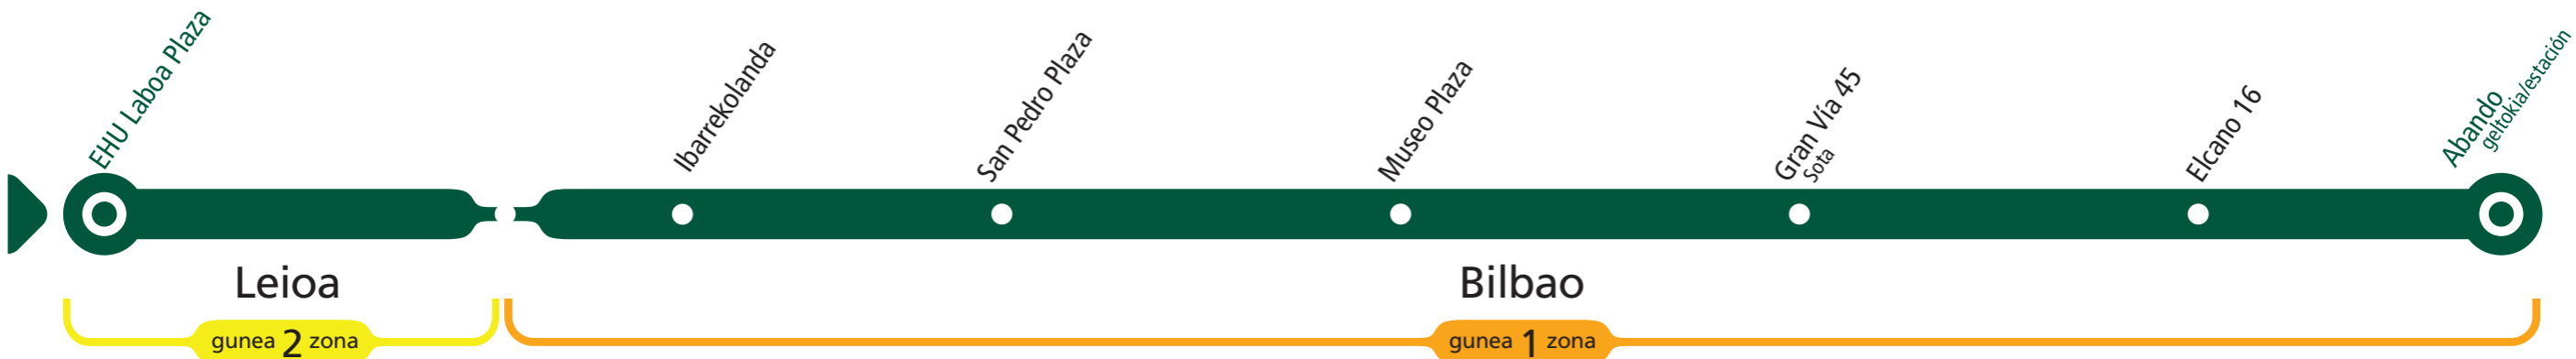 EHU Laboa Plaza
Ibarrekolanda
San Pedro Plaza
Museo Plaza
Gran Vía 45
Sota
Elcano 16
Abando
geltokia/estación
Leioa
Bilbao
gunea 2 zona
gunea 1 zona